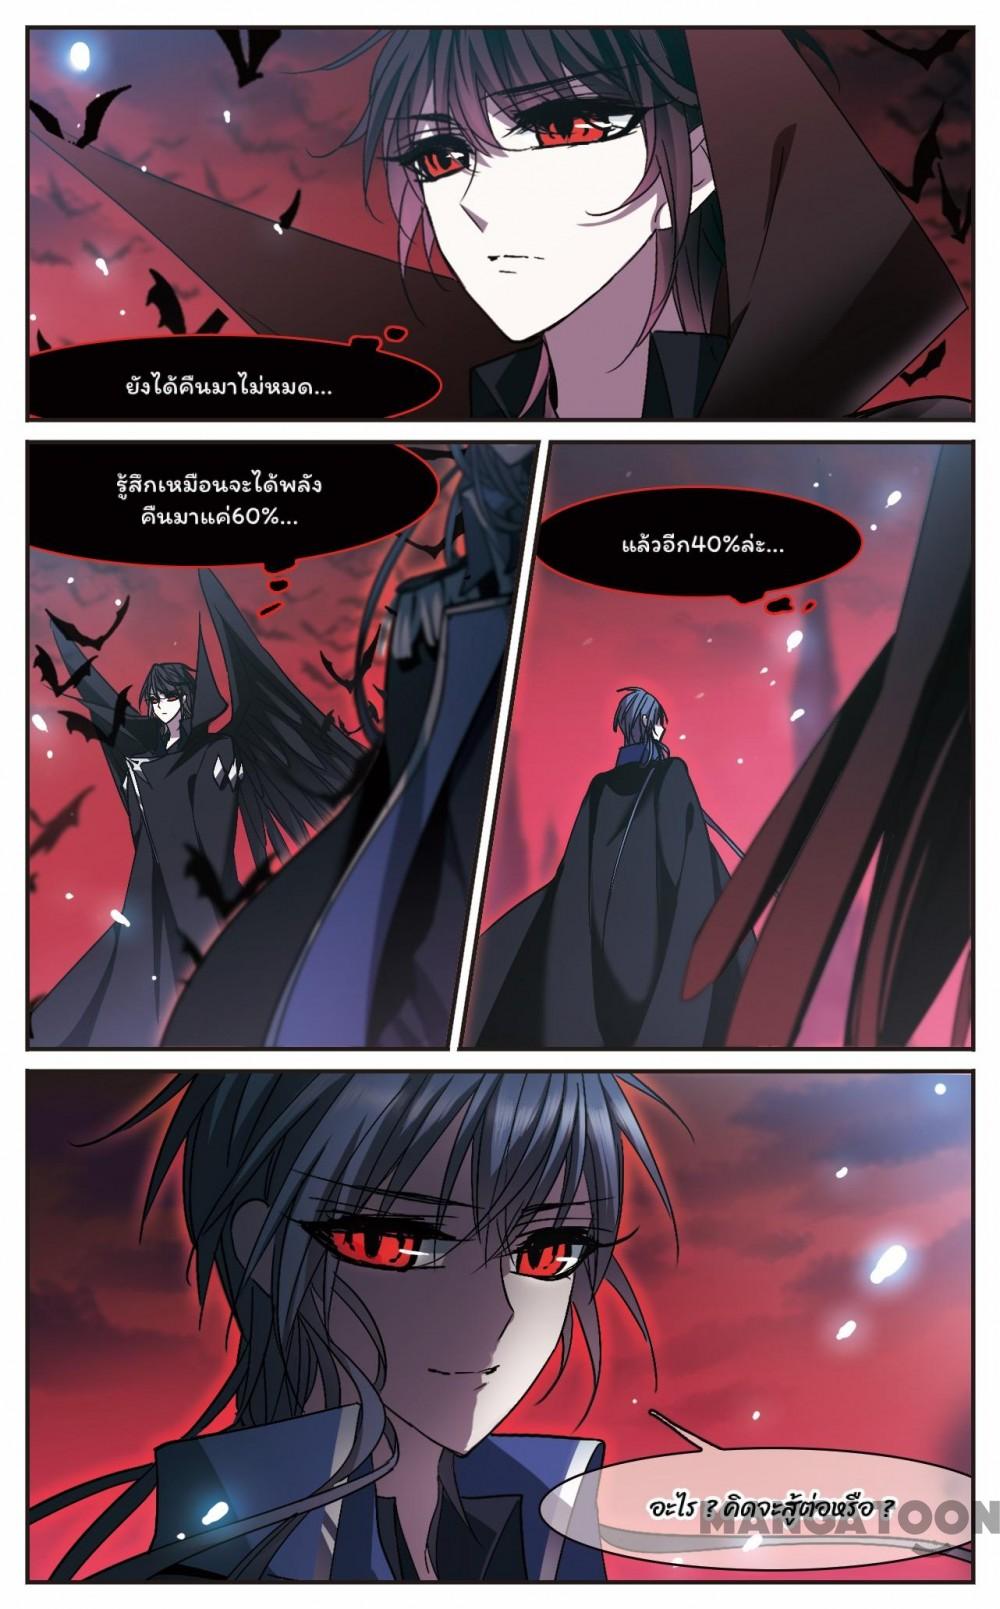 ยังได้คืนมาไม่หมด...
รู้สึกเหมือนจะได้พลัง
คืนมาแค่60%...
แล้วอีก40%ล่ะ...
อะไร ? คิดจะสู้ต่อหรือ ?
MANGATOON